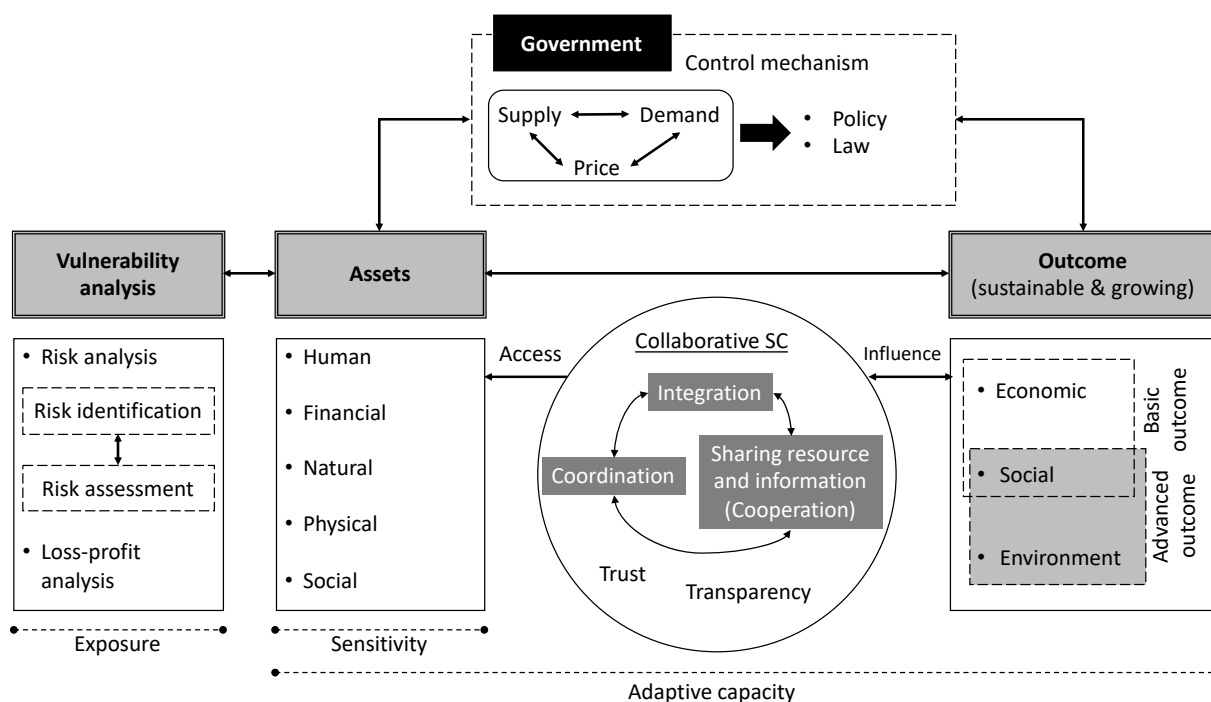 Government
Control mechanism
Supply
Demand
Price
• Policy
• Law
Vulnerability
analysis
Assets
Outcome
(sustainable & growing)
• Risk analysis
Risk identification
Risk assessment
• Loss-profit
analysis
• Human
• Financial
• Natural
• Physical
• Social
Access
Collaborative SC
Integration
Coordination
Sharing resource
and information
(Cooperation)
Trust
Transparency
Influence
• Economic
• Social
• Environment
Basic
outcome
Advanced
outcome
Exposure
Sensitivity
Adaptive capacity